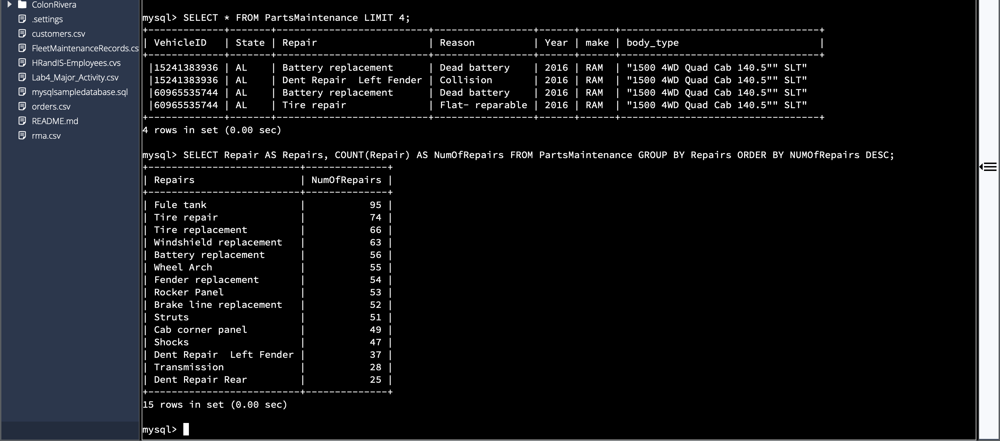 ColonRivera
.settings
customers.csv
FleetMaintenanceRecords.cs
HRandIS-Employees.cvs
Lab4_Major_Activity.csv
mysqlsampledatabase.sql
orders.csv
README.md
rma.csv
mysql> SELECT * FROM PartsMaintenance LIMIT 4;
+-------------+-------+--------------------------+----------------+------+------+---------------------------------+
| VehicleID | State | Repair | Reason | Year | make | body_type |
+-------------+-------+--------------------------+----------------+------+------+---------------------------------+
|15241383936 | AL | Battery replacement | Dead battery | 2016 | RAM | "1500 4WD Quad Cab 140.5"" SLT"
|15241383936 | AL | Dent Repair  Left Fender | Collision | 2016 | RAM | "1500 4WD Quad Cab 140.5"" SLT"
|60965535744 | AL | Battery replacement | Dead battery | 2016 | RAM | "1500 4WD Quad Cab 140.5"" SLT"
|60965535744 | AL | Tire repair | Flat- reparable | 2016 | RAM | "1500 4WD Quad Cab 140.5"" SLT"
+-------------+-------+--------------------------+----------------+------+------+---------------------------------+
4 rows in set (0.00 sec)
mysql> SELECT Repair AS Repairs, COUNT(Repair) AS NumOfRepairs FROM PartsMaintenance GROUP BY Repairs ORDER BY NUMOfRepairs DESC;
+--------------------------+--------------+
| Repairs | NumOfRepairs |
+--------------------------+--------------+
| Fule tank | 95 |
| Tire repair | 74 |
| Tire replacement | 66 |
| Windshield replacement | 63 |
| Battery replacement | 56 |
| Wheel Arch | 55 |
| Fender replacement | 54 |
| Rocker Panel | 53 |
| Brake line replacement | 52 |
| Struts | 51 |
| Cab corner panel | 49 |
| Shocks | 47 |
| Dent Repair  Left Fender | 37 |
| Transmission | 28 |
| Dent Repair Rear | 25 |
+--------------------------+--------------+
15 rows in set (0.00 sec)
mysql>